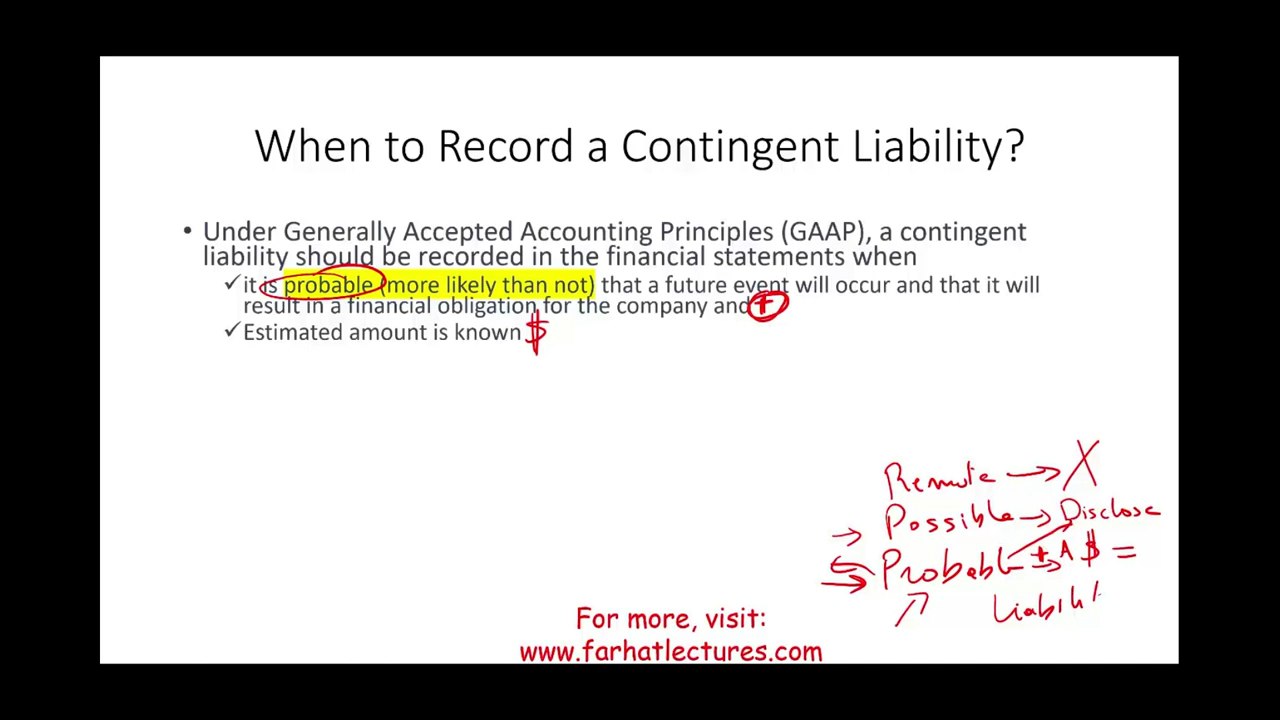 When to Record a Contingent Liability?
• Under Generally Accepted Accounting Principles (GAAP), a contingent
liability should be recorded in the financial statements when
✓it is probable (more likely than not) that a future event will occur and that it will
result in a financial obligation for the company and +
✓Estimated amount is known $
Remote → X
Possible → Disclose
Probable + A $ =
Liabilit
For more, visit:
www.farhatlectures.com